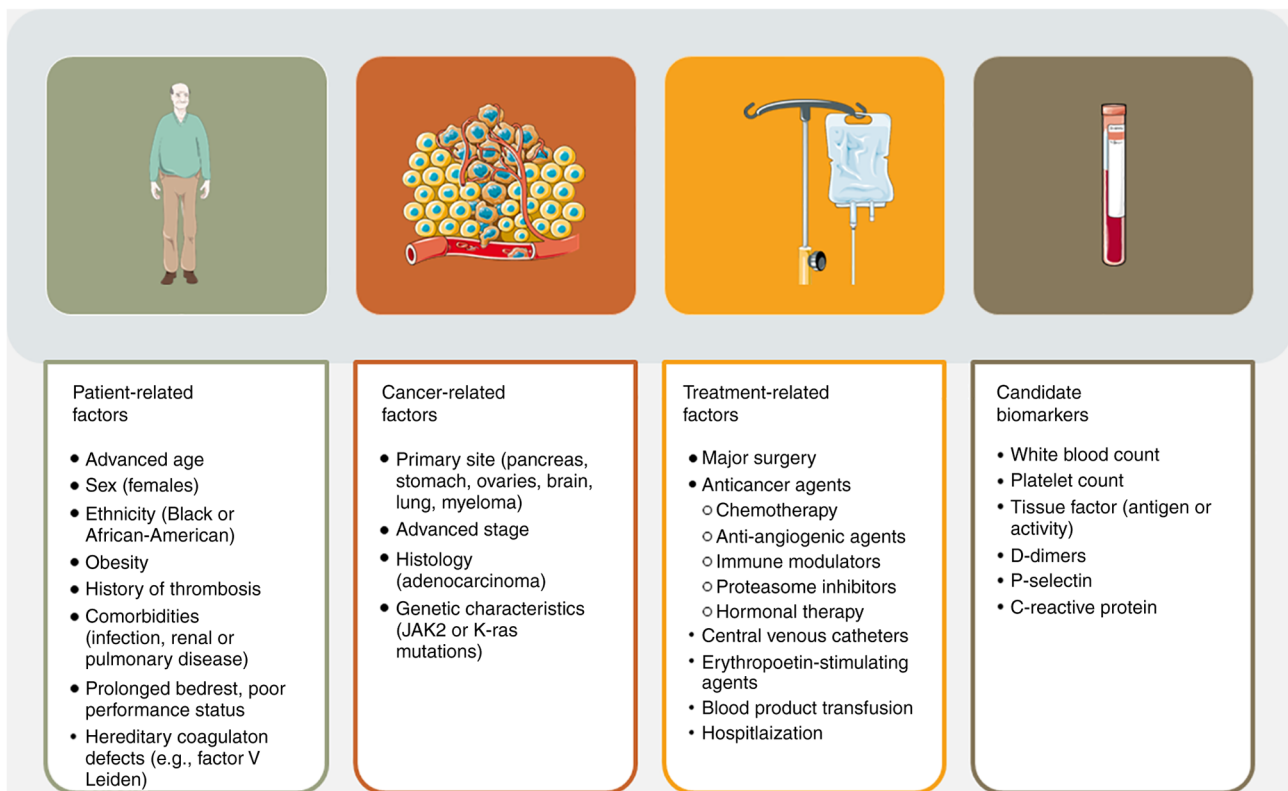 Patient-related
factors
● Advanced age
● Sex (females)
● Ethnicity (Black or
African-American)
● Obesity
● History of thrombosis
● Comorbidities
(infection, renal or
pulmonary disease)
● Prolonged bedrest, poor
performance status
• Hereditary coagulaton
defects (e.g., factor V
Leiden)
Cancer-related
factors
● Primary site (pancreas,
stomach, ovaries, brain,
lung, myeloma)
● Advanced stage
● Histology
(adenocarcinoma)
● Genetic characteristics
(JAK2 or K-ras
mutations)
Treatment-related
factors
● Major surgery
● Anticancer agents
○ Chemotherapy
○ Anti-angiogenic agents
○ Immune modulators
○ Proteasome inhibitors
○ Hormonal therapy
• Central venous catheters
• Erythropoetin-stimulating
agents
• Blood product transfusion
• Hospitlaization
Candidate
biomarkers
• White blood count
• Platelet count
• Tissue factor (antigen or
activity)
• D-dimers
• P-selectin
• C-reactive protein